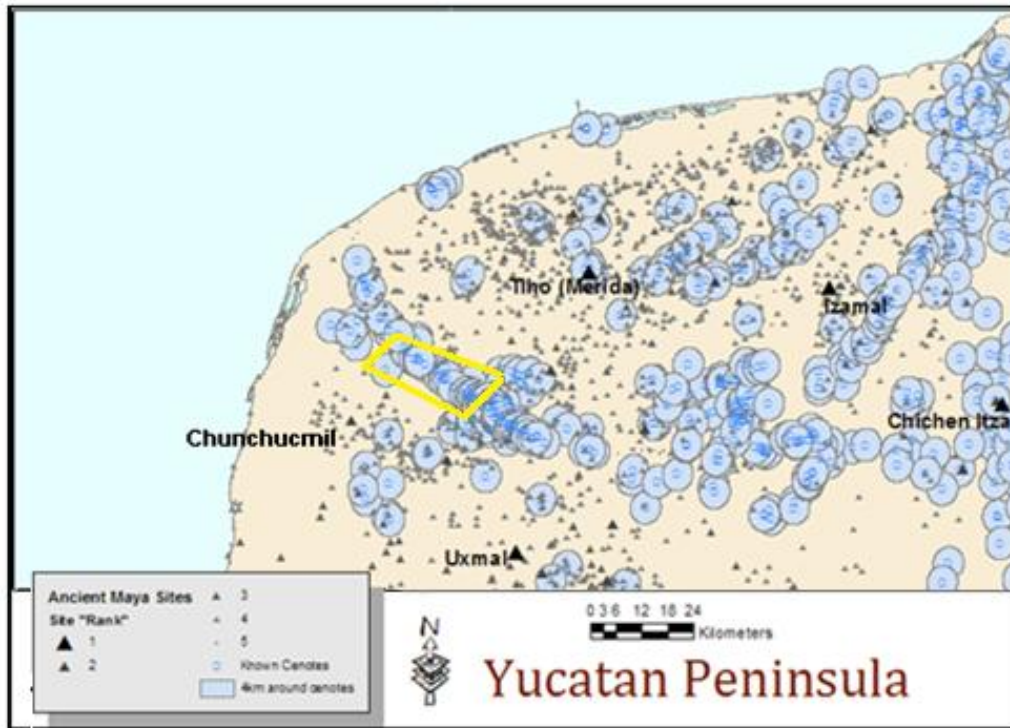 Tiho (Merida)
Izamal
Chichen Itza
Chunchucmil
Uxmal
Ancient Maya Sites
Site "Rank"
1
2
3
4
5
Known Cenotes
4km around cenotes
N
0 3 6 12 18 24
Kilometers
Yucatan Peninsula